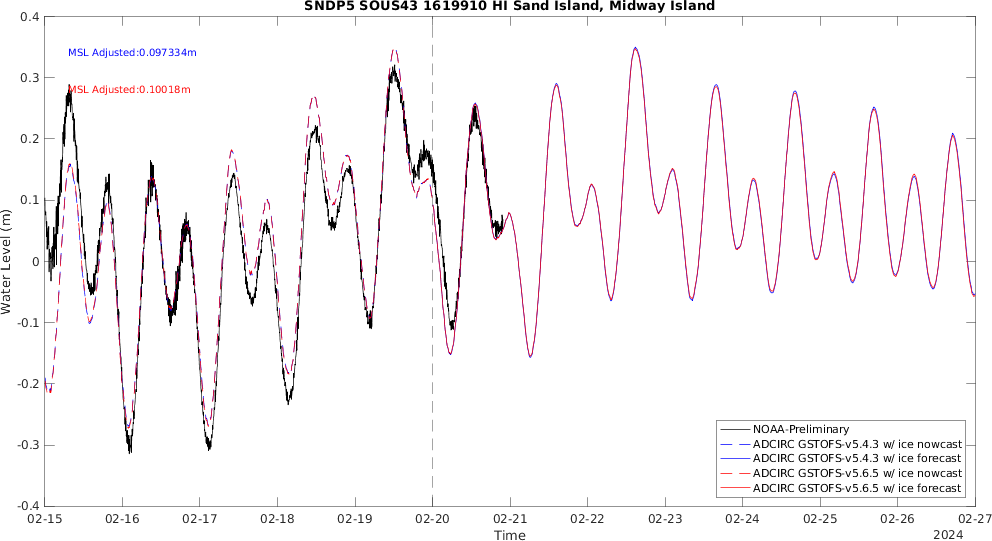 SNDP5 SOUS43 1619910 HI Sand Island, Midway Island
MSL Adjusted:0.097334m
MSL Adjusted:0.10018m
Water Level (m)
0.4
0.3
0.2
0.1
0
-0.1
-0.2
-0.3
-0.4
NOAA-Preliminary
ADCIRC GSTOFS-v5.4.3 w/ ice nowcast
ADCIRC GSTOFS-v5.4.3 w/ ice forecast
ADCIRC GSTOFS-v5.6.5 w/ ice nowcast
ADCIRC GSTOFS-v5.6.5 w/ ice forecast
02-15 02-16 02-17 02-18 02-19 02-20 02-21 02-22 02-23 02-24 02-25 02-26 02-27
Time
2024